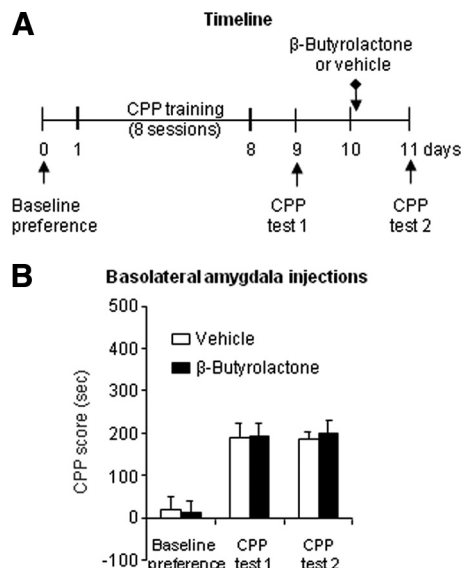 A
Timeline
β-Butyrolactone
or vehicle
CPP training
(8 sessions)
0 1 8 9 10 11 days
Baseline
preference
CPP
test 1
CPP
test 2
B
Basolateral amygdala injections
500
400
300
200
100
0
-100
CPP score (sec)
Vehicle
β-Butyrolactone
Baseline
preference
CPP
test 1
CPP
test 2